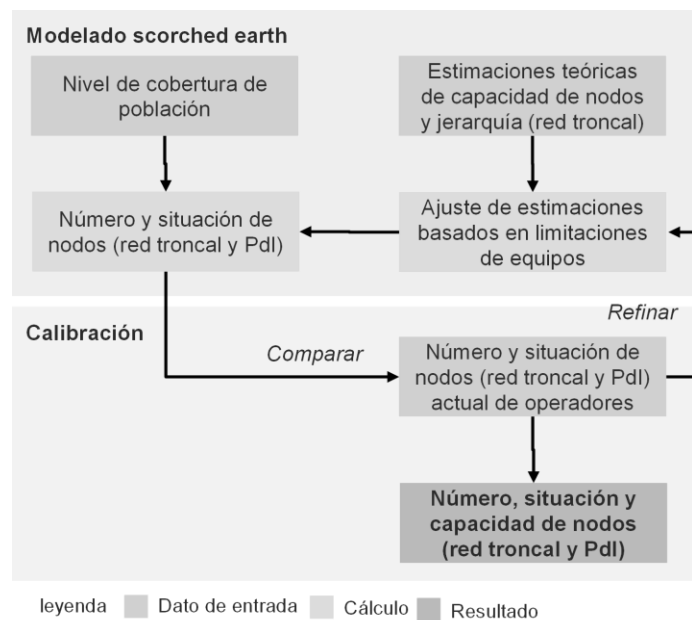 Modelado scorched earth
Nivel de cobertura de
población
Estimaciones teóricas
de capacidad de nodos
y jerarquía (red troncal)
Número y situación de
nodos (red troncal y PdI)
Ajuste de estimaciones
basados en limitaciones
de equipos
Calibración
Refinar
Comparar
Número y situación de
nodos (red troncal y PdI)
actual de operadores
Número, situación y
capacidad de nodos
(red troncal y PdI)
leyenda Dato de entrada Cálculo Resultado